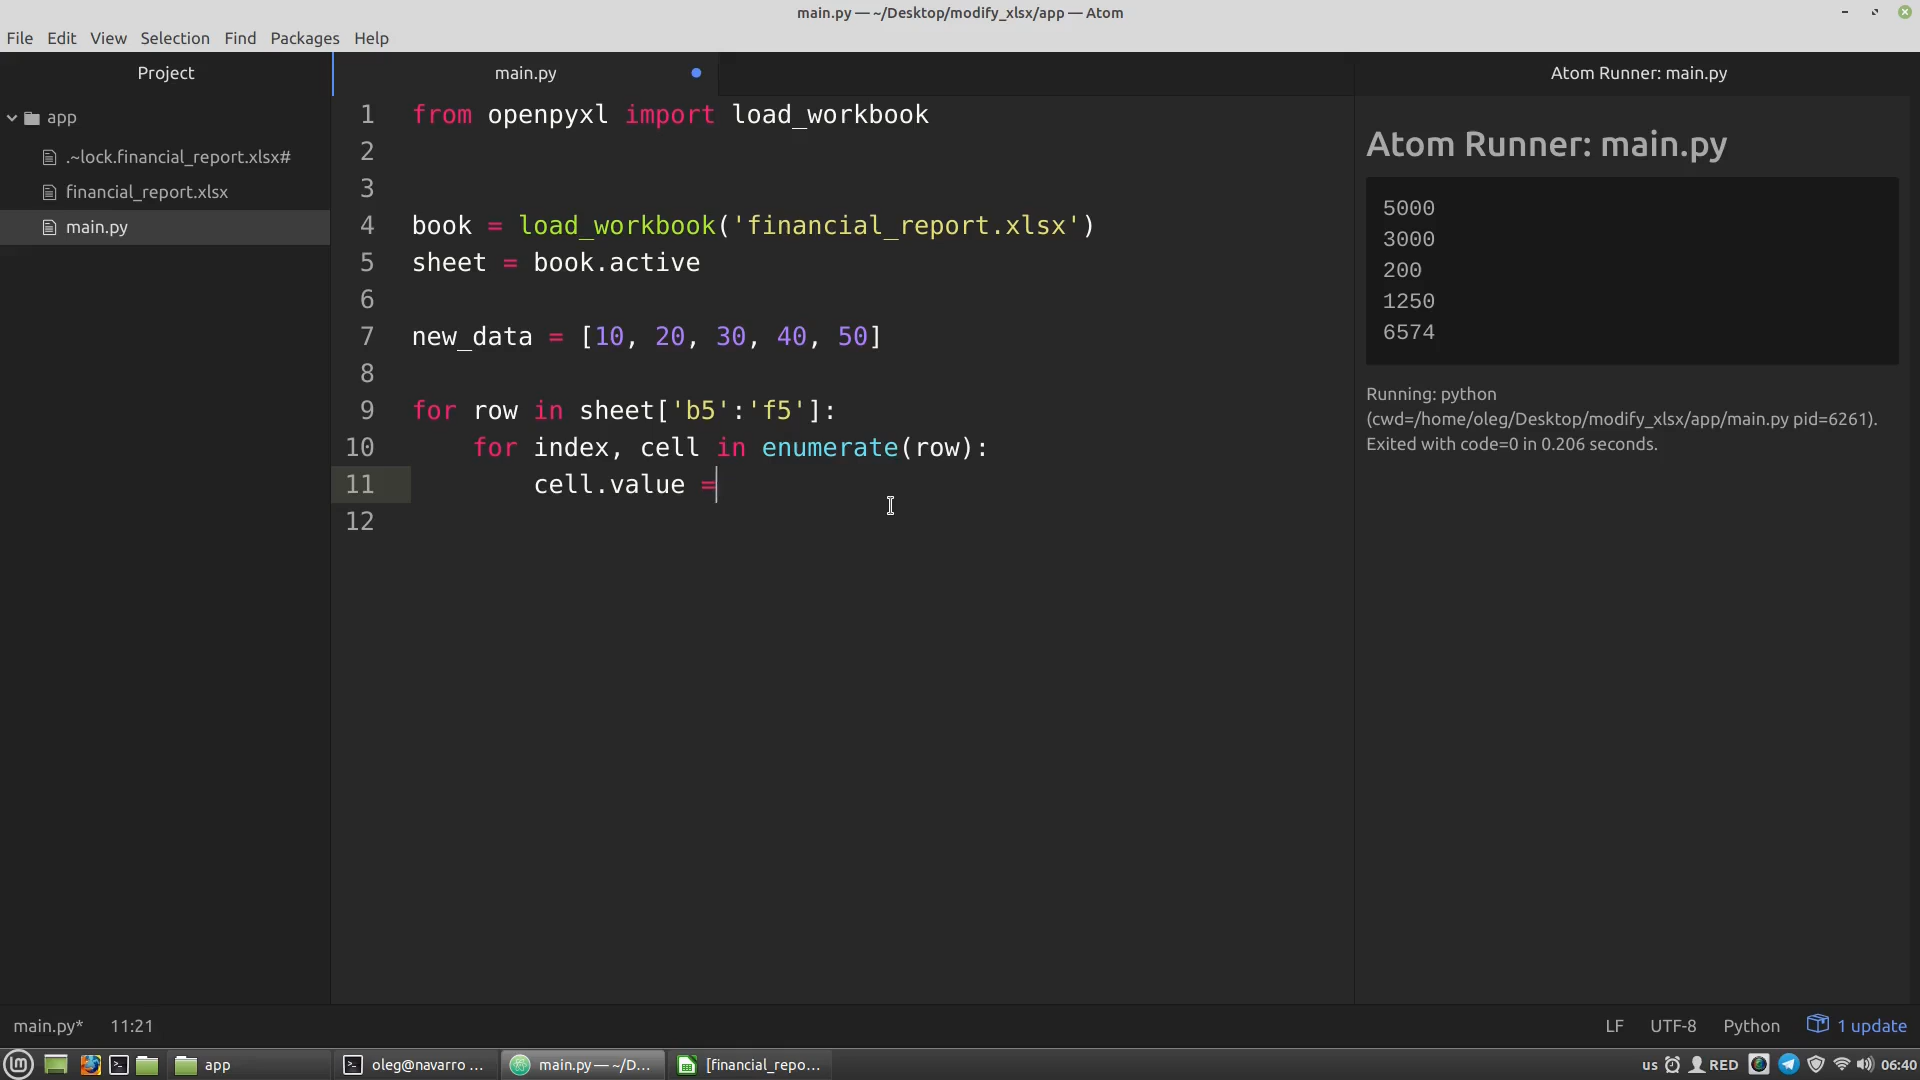 main.py — ~/Desktop/modify_xlsx/app — Atom
File Edit View Selection Find Packages Help
Project
main.py
Atom Runner: main.py
app
.~lock.financial_report.xlsx#
financial_report.xlsx
main.py
1 from openpyxl import load_workbook
2
3
4 book = load_workbook('financial_report.xlsx')
5 sheet = book.active
6
7 new_data = [10, 20, 30, 40, 50]
8
9 for row in sheet['b5':'f5']:
10 for index, cell in enumerate(row):
11 cell.value =
12
Atom Runner: main.py
5000
3000
200
1250
6574
Running: python
(cwd=/home/oleg/Desktop/modify_xlsx/app/main.py pid=6261).
Exited with code=0 in 0.206 seconds.
main.py* 11:21
LF UTF-8 Python 1 update
app
oleg@navarro ...
main.py — ~/D...
[financial_repo...
us RED 06:40